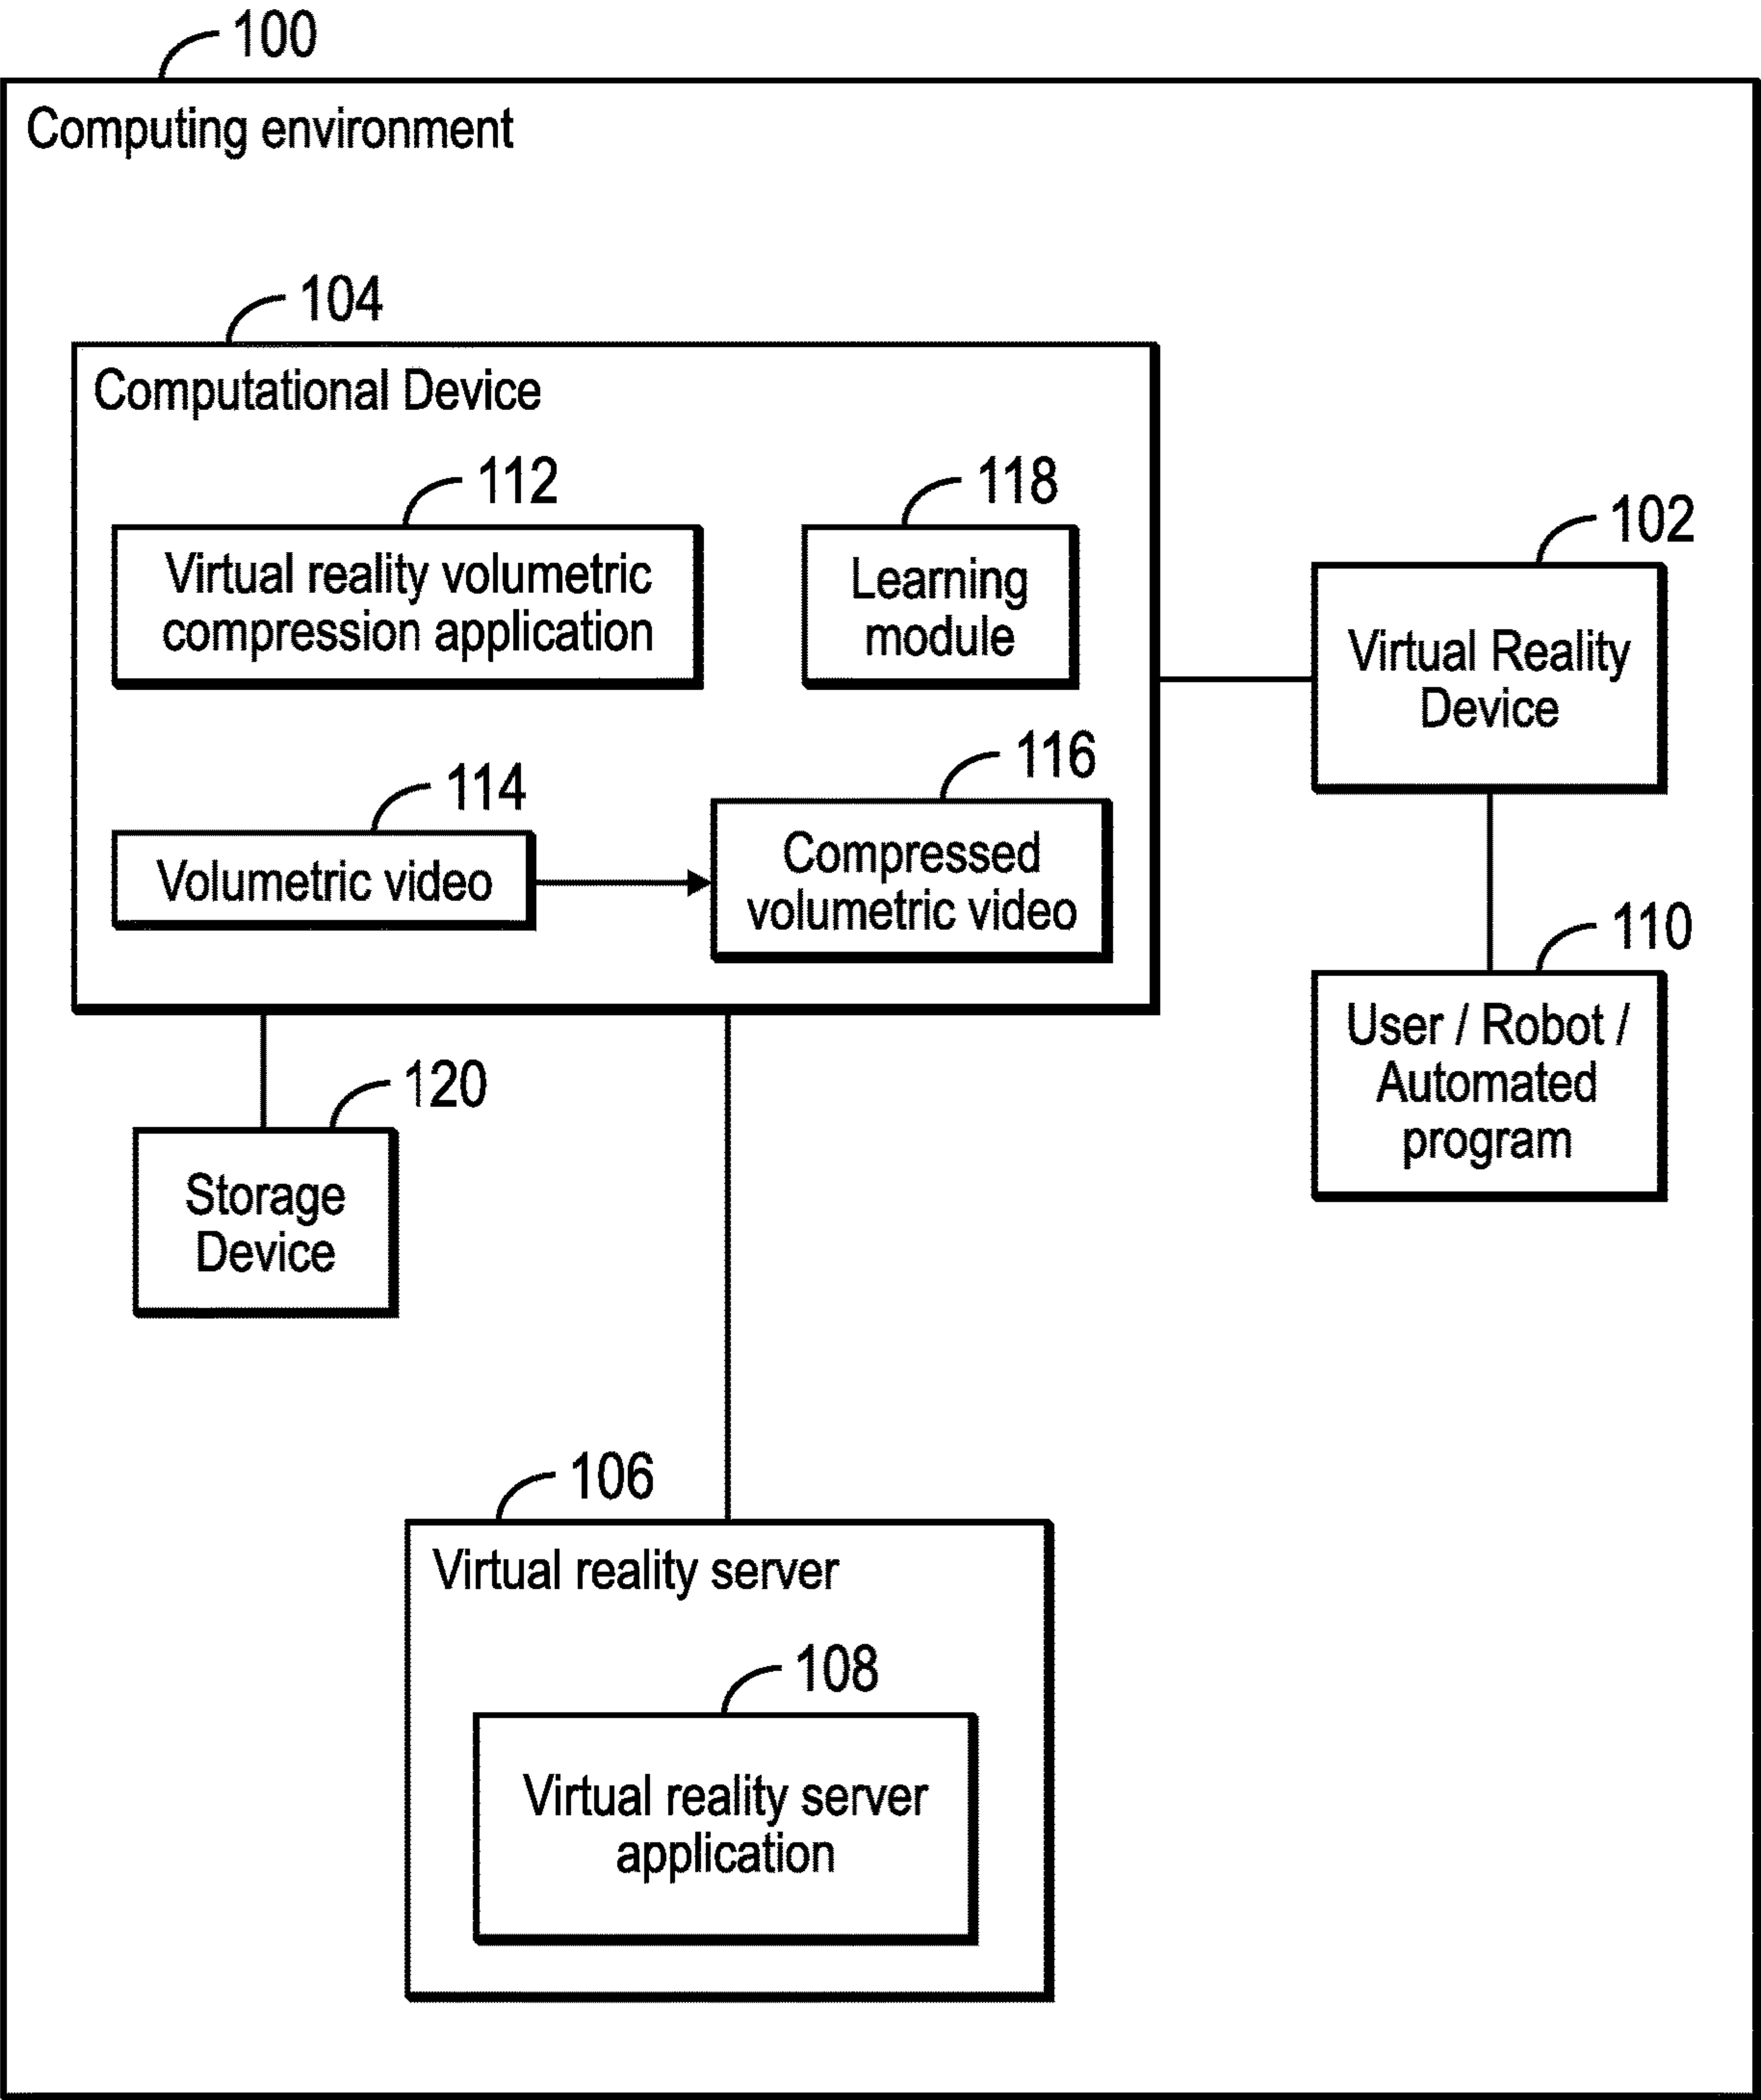 100
Computing environment
104
Computational Device
112
Virtual reality volumetric
compression application
118
Learning
module
102
Virtual Reality
Device
114
Volumetric video
116
Compressed
volumetric video
110
User / Robot /
Automated
program
120
Storage
Device
106
Virtual reality server
108
Virtual reality server
application